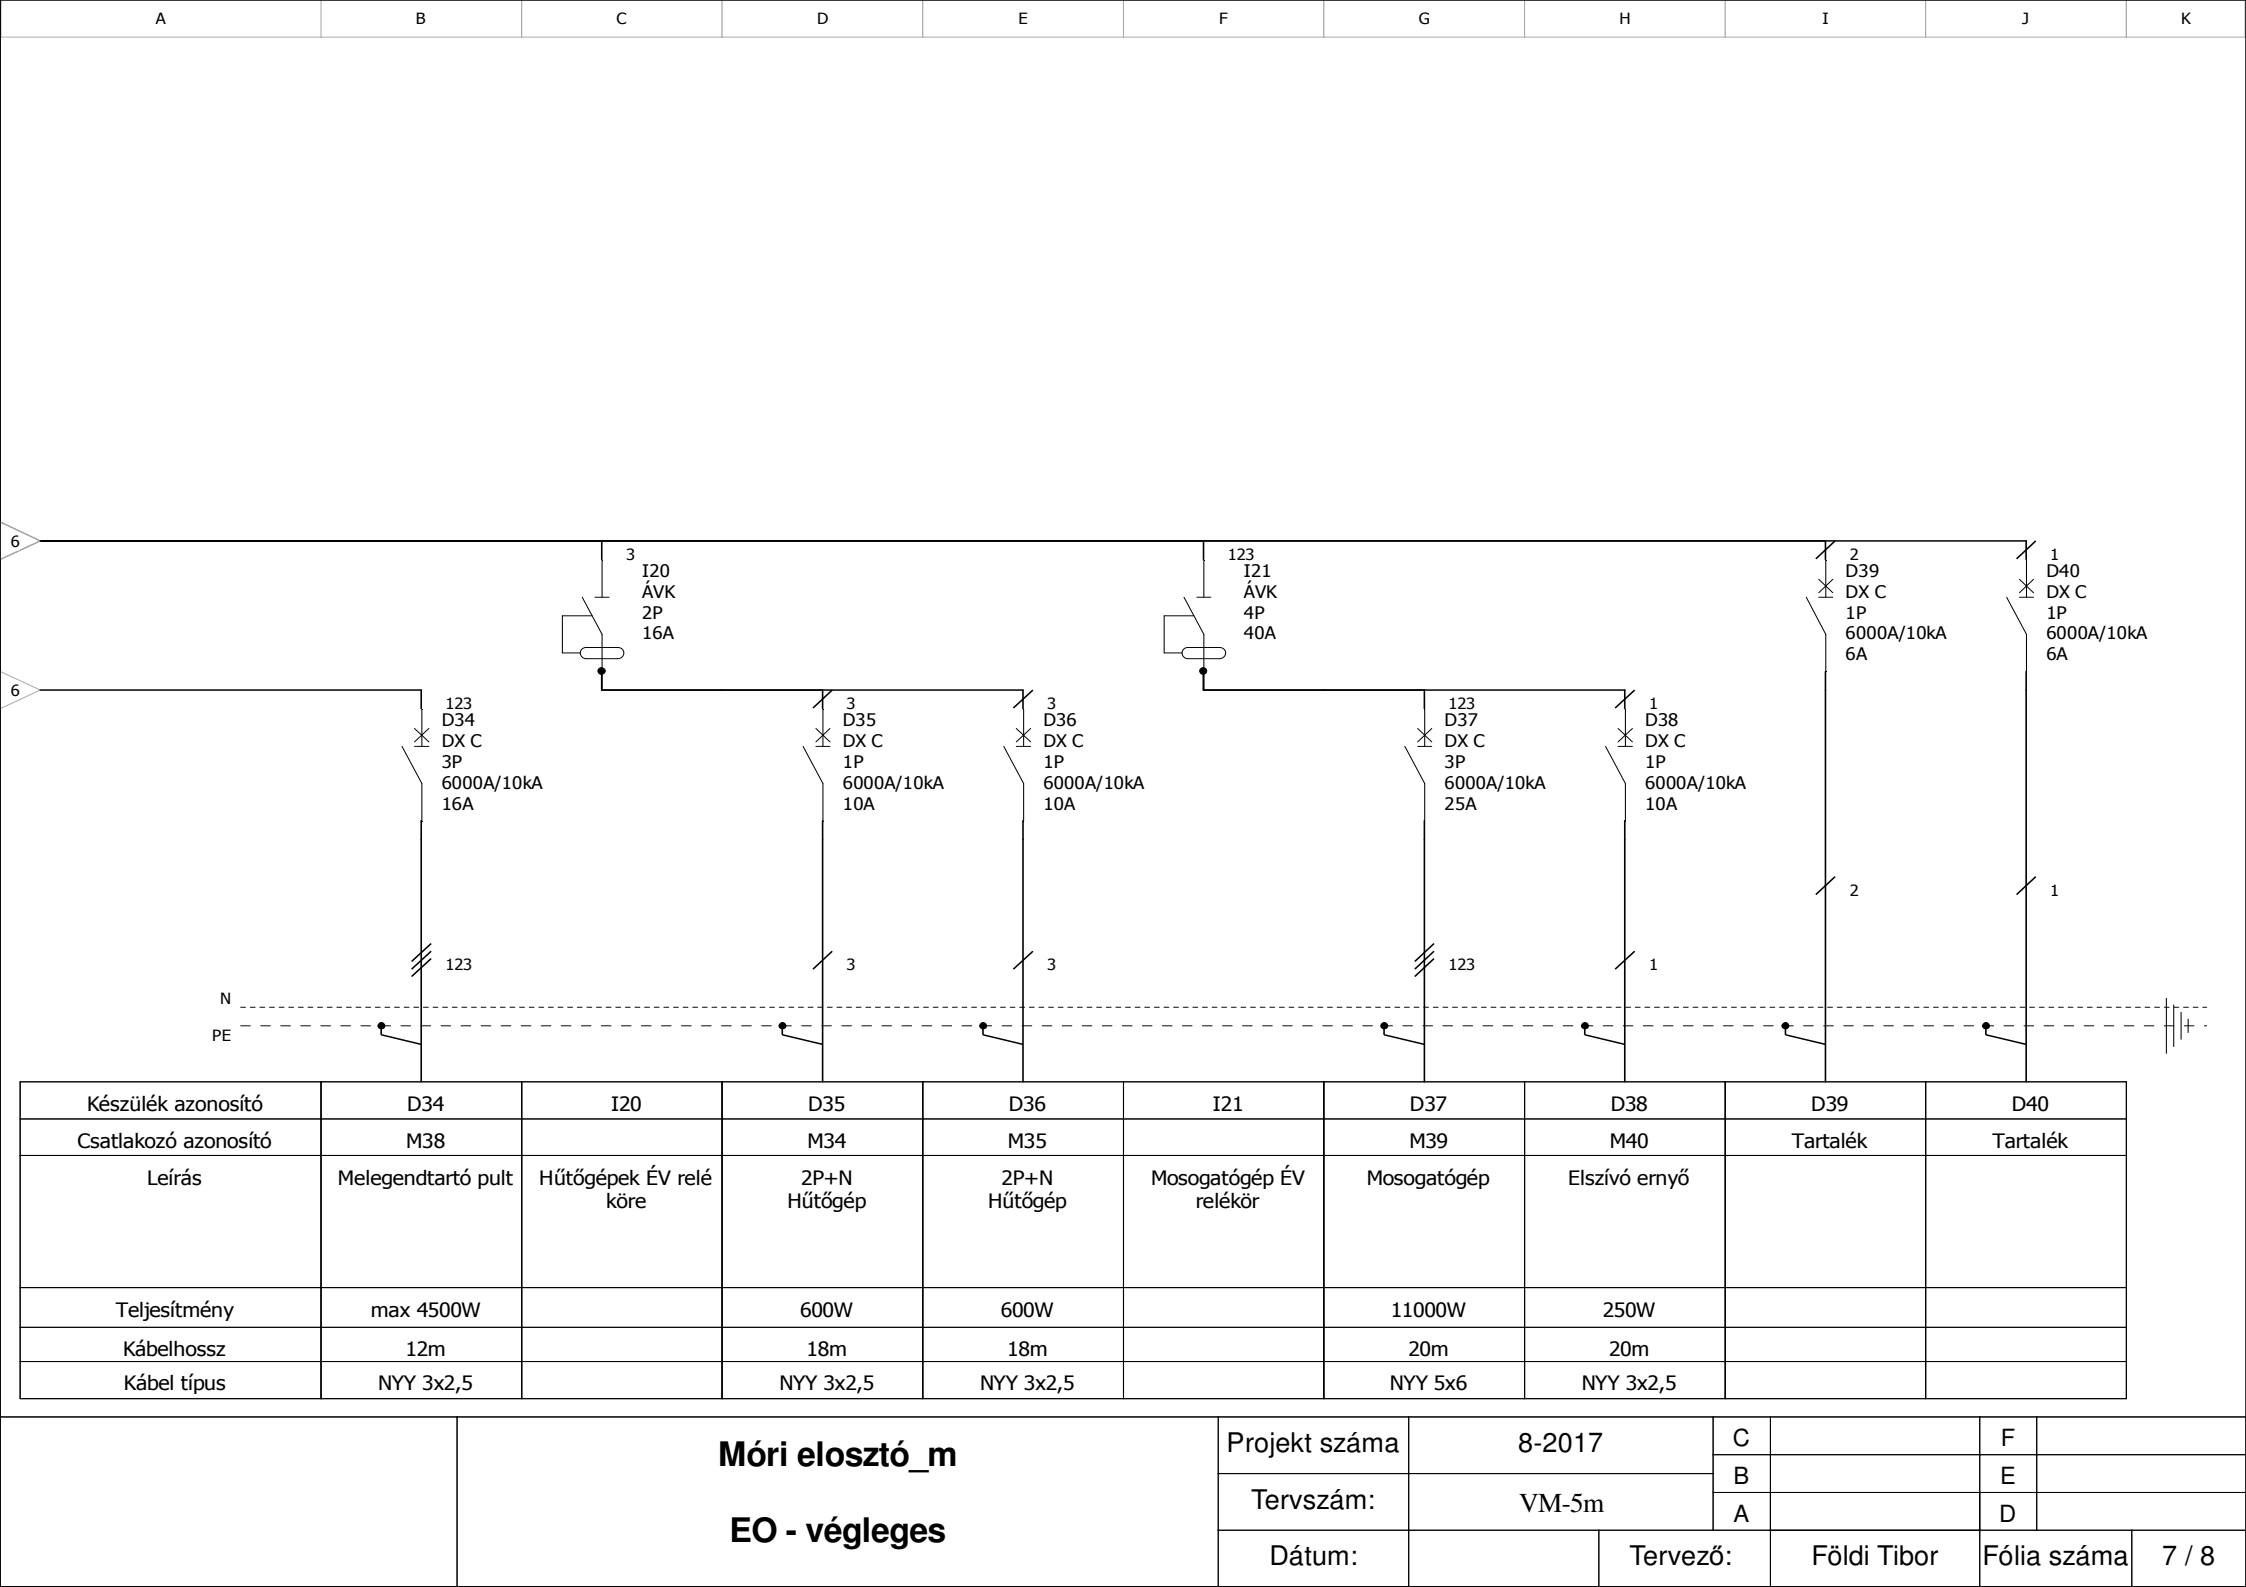 A B C D E F G H I J K
6
3
I20
ÁVK
2P
16A
123
I21
ÁVK
4P
40A
2
D39
DX C
1P
6000A/10kA
6A
1
D40
DX C
1P
6000A/10kA
6A
6
123
D34
DX C
3P
6000A/10kA
16A
3
D35
DX C
1P
6000A/10kA
10A
3
D36
DX C
1P
6000A/10kA
10A
123
D37
DX C
3P
6000A/10kA
25A
1
D38
DX C
1P
6000A/10kA
10A
2 1
123 3 3 123 1
N
PE
Készülék azonosító D34 I20 D35 D36 I21 D37 D38 D39 D40
Csatlakozó azonosító M38 M34 M35 M39 M40 Tartalék Tartalék
Leírás Melegendtartó pult Hűtőgépek ÉV relé 2P+N 2P+N Mosogatógép ÉV Mosogatógép Elszívó ernyő
köre Hűtőgép Hűtőgép relékör
Teljesítmény max 4500W 600W 600W 11000W 250W
Kábelhossz 12m 18m 18m 20m 20m
Kábel típus NYY 3x2,5 NYY 3x2,5 NYY 3x2,5 NYY 5x6 NYY 3x2,5
Móri elosztó_m
EO - végleges
Projekt száma 8-2017
Tervszám: VM-5m
C F
B E
A D
Dátum: Tervező: Földi Tibor Fólia száma 7 / 8